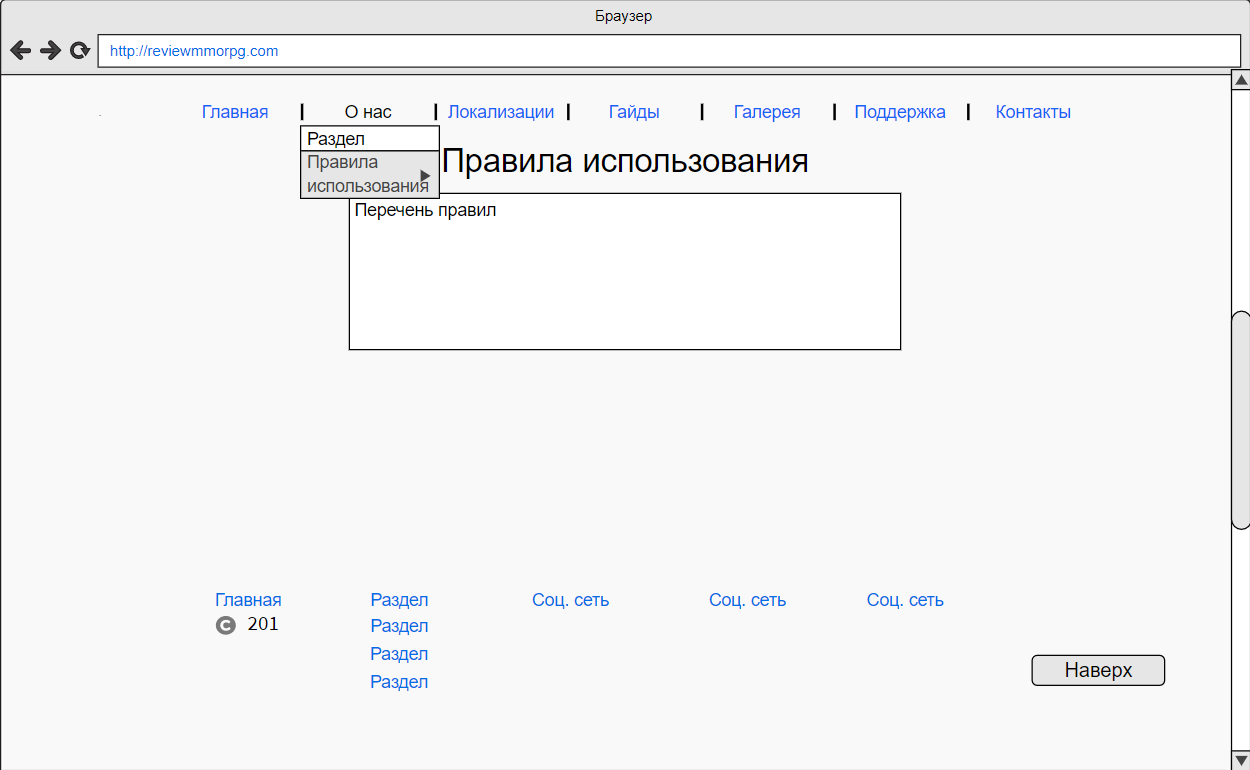 Браузер
http://reviewmmorpg.com
Главная О нас Локализации Гайды Галерея Поддержка Контакты
Раздел
Правила
использования
Правила использования
Перечень правил
Главная Раздел Соц. сеть Соц. сеть Соц. сеть
© 201 Раздел
Раздел
Раздел
Наверх